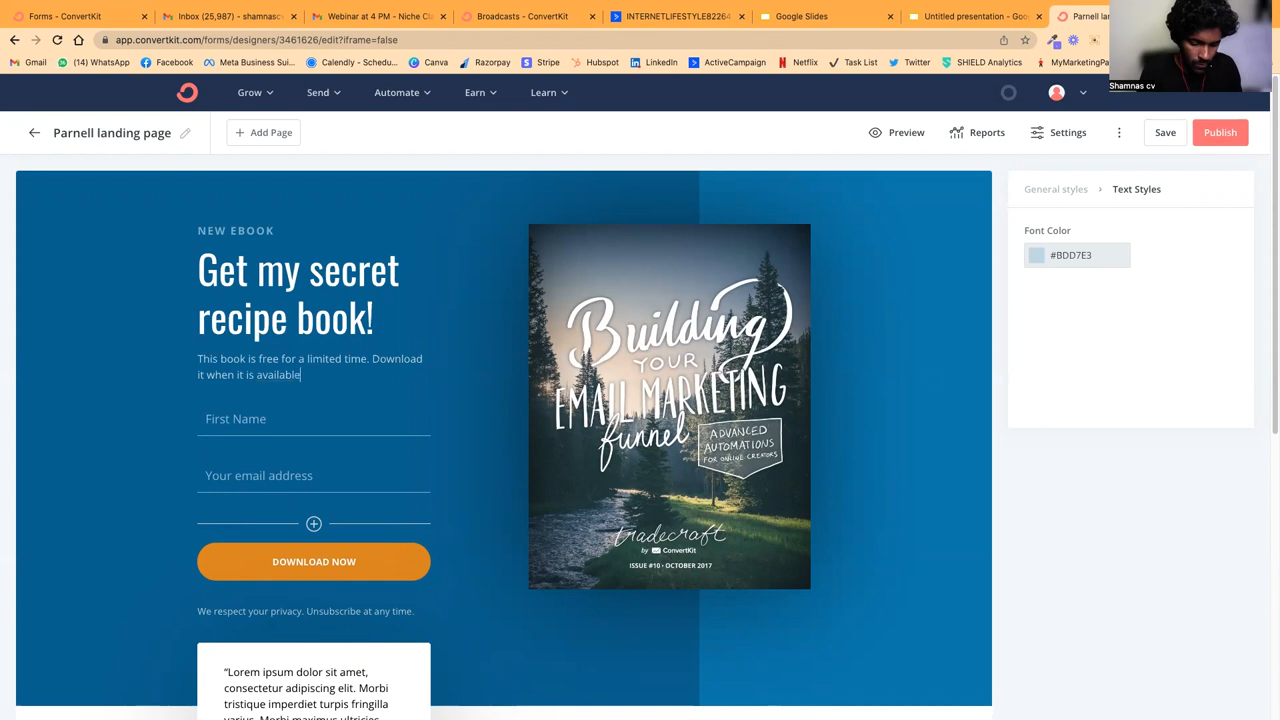 Forms - ConvertKit
Inbox (25,987) - shamnascv
Webinar at 4 PM - Niche Cla
Broadcasts - ConvertKit
INTERNETLIFESTYLE82264
Google Slides
Untitled presentation - Goo
Parnell lan
app.convertkit.com/forms/designers/3461626/edit?iframe=false
Gmail
(14) WhatsApp
Facebook
Meta Business Sui...
Calendly - Schedu...
Canva
Razorpay
Stripe
Hubspot
LinkedIn
ActiveCampaign
Netflix
Task List
Twitter
SHIELD Analytics
MyMarketingPa
Shamnas cv
Grow
Send
Automate
Earn
Learn
Parnell landing page
Add Page
Preview
Reports
Settings
Save
Publish
General styles > Text Styles
Font Color
#BDD7E3
NEW EBOOK
Get my secret
recipe book!
This book is free for a limited time. Download
it when it is available
First Name
Your email address
DOWNLOAD NOW
We respect your privacy. Unsubscribe at any time.
“Lorem ipsum dolor sit amet,
consectetur adipiscing elit. Morbi
tristique imperdiet turpis fringilla
varius. Morbi maximus ultricies
Building
YOUR
EMAIL MARKETING
funnel
ADVANCED
AUTOMATIONS
FOR ONLINE CREATORS
tradecraft
by ConvertKit
ISSUE #10 • OCTOBER 2017